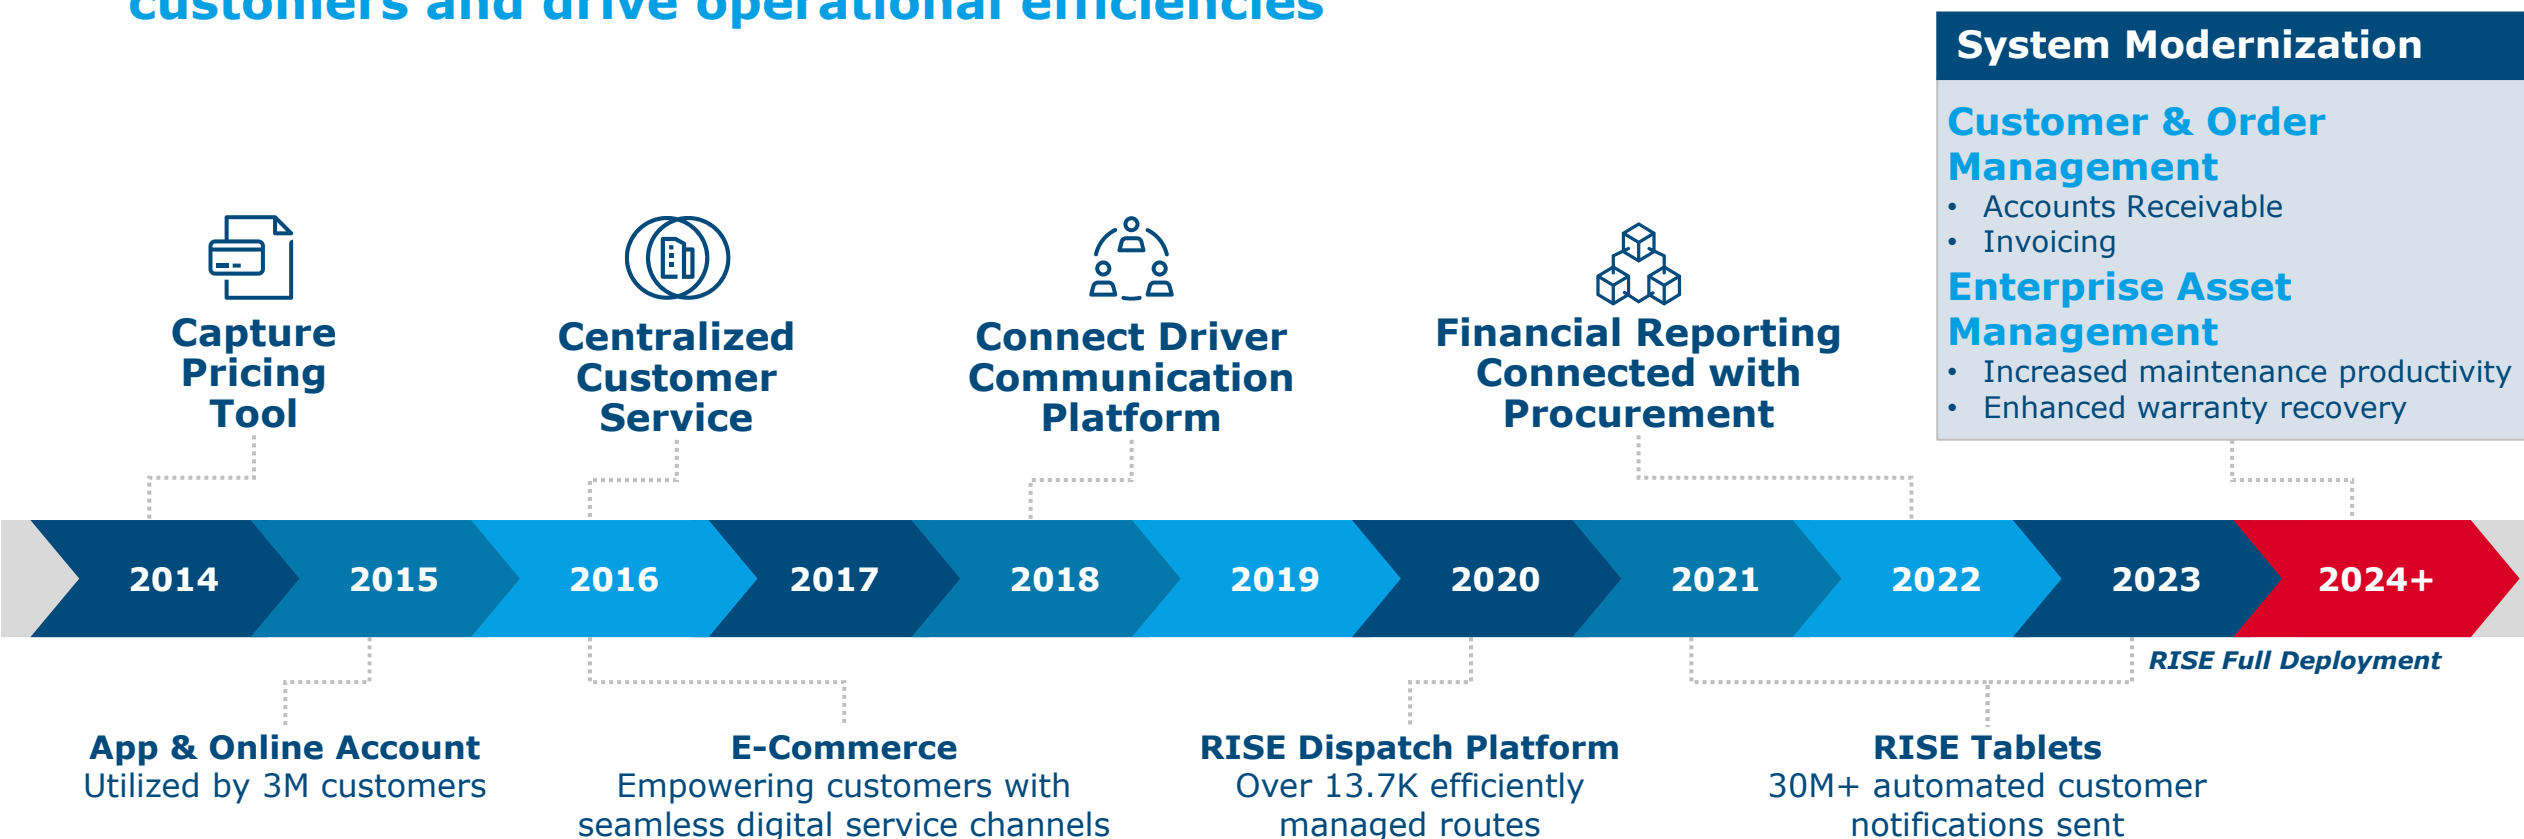 customers and drive operational efficiencies
System Modernization
Customer & Order
Management
• Accounts Receivable
• Invoicing
Enterprise Asset
Management
• Increased maintenance productivity
• Enhanced warranty recovery
Capture
Pricing
Tool
Centralized
Customer
Service
Connect Driver
Communication
Platform
Financial Reporting
Connected with
Procurement
2014
2015
2016
2017
2018
2019
2020
2021
2022
2023
2024+
RISE Full Deployment
App & Online Account
Utilized by 3M customers
E-Commerce
Empowering customers with
seamless digital service channels
RISE Dispatch Platform
Over 13.7K efficiently
managed routes
RISE Tablets
30M+ automated customer
notifications sent